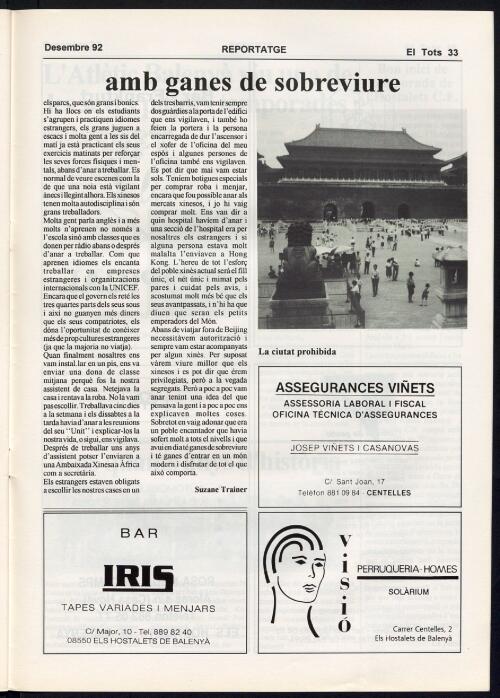 Desembre 92
REPORTATGE
El Tots 33
amb ganes de sobreviure
els parcs, que són grans i bonics.
Hi ha llocs on els estudiants
s'agrupen i practiquen idiomes
estrangers, els grans juguen a
escacs i molta gent a les sis del
matí ja està practicant els seus
exercicis matinats per reforçar
les seves forces físiques i men-
tals, abans d'anar a treballar. Es
normal de veure escenes com la
de que una noia està vigilant
ànecs i llegint alhora. Els xinesos
tenen molta autodisciplina i són
grans treballadors.
Molta gent parla anglès i a més
molts n'aprenen no només a
l'escola sinó amb classes que es
donen per ràdio abans o després
d'anar a treballar. Com que
aprenen idiomes els encanta
treballar en empreses
estrangeres i organitzacions
internacionals con la UNICEF.
Encara que el govern els reté les
tres quartes parts dels seus sous
i així no guanyen més diners
que els seus compatriotes, els
dóna l'oportunitat de conèixer
més de prop cultures estrangeres
(ja que la majoria no viatja).
Quan finalment nosaltres ens
vam instal.lar en un pis, ens va
enviar una dona de classe
mitjana perquè fos la nostra
assistent de casa. Netejava la
casa i rentava la roba. No la vam
pas escollir. Treballava cinc dies
a la setmana i els dissabtes a la
tarda havia d'anar a les reunions
del seu "Unit" i explicar-los la
nostra vida, o sigui, ens vigilava.
Després de treballar uns anys
d'assistent potser l'enviaren a
una Ambaixada Xinesa a Àfrica
com a secretària.
Els estrangers estaven obligats
a escollir les nostres cases en un
dels tres barris, vam tenir sempre
dos guàrdies a la porta de l'edifici
que ens vigilaven, i també ho
feien la portera i la persona
encarregada de dur l'ascensor i
el xofer de l'oficina del meu
espòs i algunes persones de
l'oficina també ens vigilaven.
Es pot dir que mai vam estar
sols. Teníem botigues especials
per comprar roba i menjar,
encara que fos possible anar als
mercats xinesos, i jo hi vaig
comprar molt. Ens van dir a
quin hospital havíem d'anar i
una secció de l'hospital era per
nosaltres els estrangers i si
alguna persona estava molt
malalta l'enviaven a Hong
Kong. L'hereu de tot l'esforç
del poble xinès actual serà el fill
únic, el nét únic i mimat pels
pares i cuidat pels avis, i
acostumat molt més bé que els
seus avantpassats, i n'hi ha que
diuen que seran els petits
emperadors del Món.
Abans de viatjar fora de Beijing
necessitàvem autorització i
sempre vam estar acompanyats
per algun xinès. Per suposat
vàrem viure millor que els
xinesos i es pot dir que érem
privilegiats, però a la vegada
segregats. Però a poc a poc vam
anar tenint una idea del que
pensava la gent i a poc a poc ens
explicaven moltes coses.
Sobretot en vaig adonar que era
un poble encantador que havia
sofert molt a tots el nivells i que
avui en dia té ganes de sobreviure
i té ganes d'entrar en un món
modern i disfrutar de tot el que
això comporta.
Suzane Trainer
La ciutat prohibida
ASSEGURANCES VIÑETS
ASSESSORIA LABORAL I FISCAL
OFICINA TÉCNICA D'ASSEGURANCES
JOSEP VIÑETS I CASANOVAS
C/ Sant Joan, 17
Telèfon 881 09 84 - CENTELLES
BAR
IRIS
TAPES VARIADES I MENJARS
C/ Major, 10 - Tel. 889 82 40
08550 ELS HOSTALETS DE BALENYÀ
VISIÓ
PERRUQUERIA-HOMES
SOLÀRIUM
Carrer Centelles, 2
Els Hostalets de Balenyà